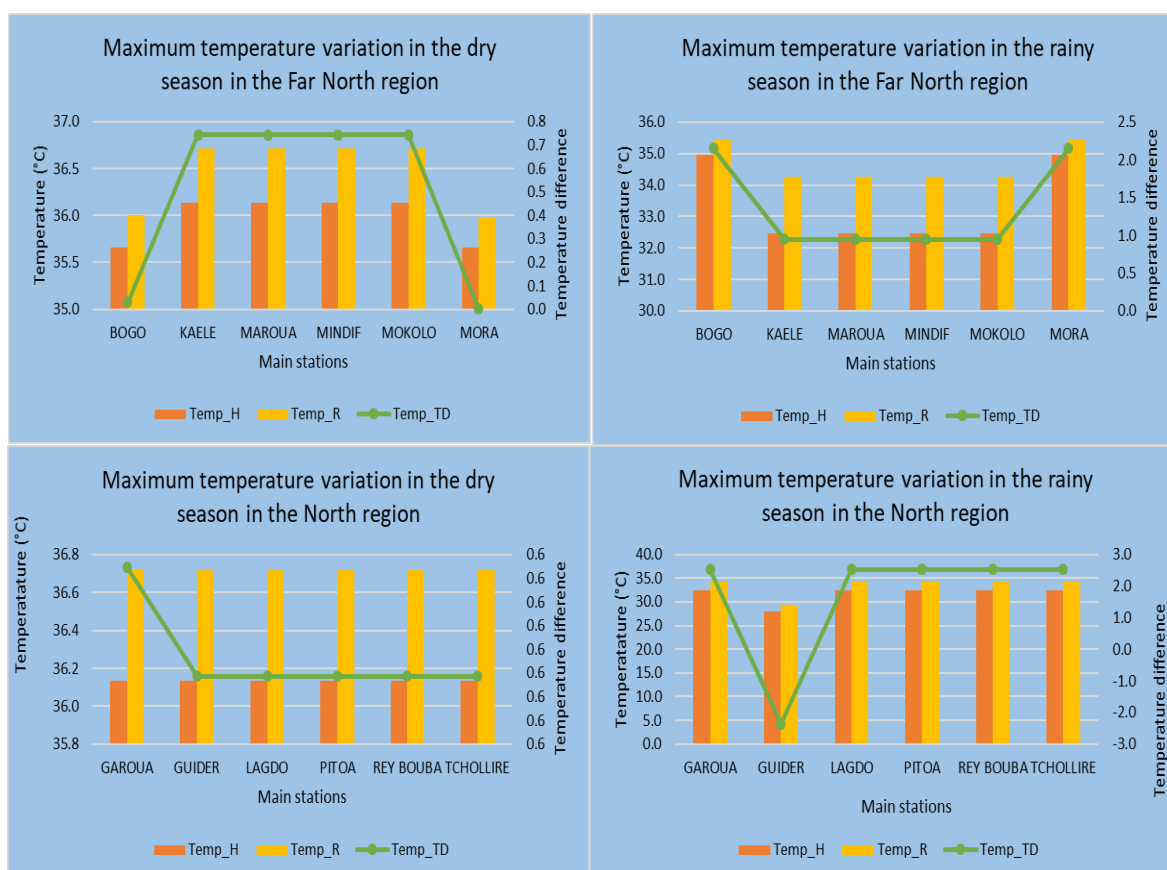 Maximum temperature variation in the dry
season in the Far North region
Temperature (°C)
37.0
36.5
36.0
35.5
35.0
0.8
0.7
0.6
0.5
0.4
0.3
0.2
0.1
0.0
Temperature difference
BOGO KAELE MAROUA MINDIF MOKOLO MORA
Main stations
Temp_H Temp_R Temp_TD
Maximum temperature variation in the rainy
season in the Far North region
Temperature (°C)
36.0
35.0
34.0
33.0
32.0
31.0
30.0
2.5
2.0
1.5
1.0
0.5
0.0
Temperature difference
BOGO KAELE MAROUA MINDIF MOKOLO MORA
Main stations
Temp_H Temp_R Temp_TD
Maximum temperature variation in the dry
season in the North region
Temperatature (°C)
36.8
36.6
36.4
36.2
36.0
35.8
0.6
0.6
0.6
0.6
0.6
0.6
0.6
0.6
0.6
Temperature difference
GAROUA GUIDER LAGDO PITOA REY BOUBA TCHOLLIRE
Main stations
Temp_H Temp_R Temp_TD
Maximum temperature variation in the rainy
season in the North region
Temperatature (°C)
40.0
35.0
30.0
25.0
20.0
15.0
10.0
5.0
0.0
3.0
2.0
1.0
0.0
-1.0
-2.0
-3.0
Temperature difference
GAROUA GUIDER LAGDO PITOA REY BOUBA TCHOLLIRE
Main stations
Temp_H Temp_R Temp_TD